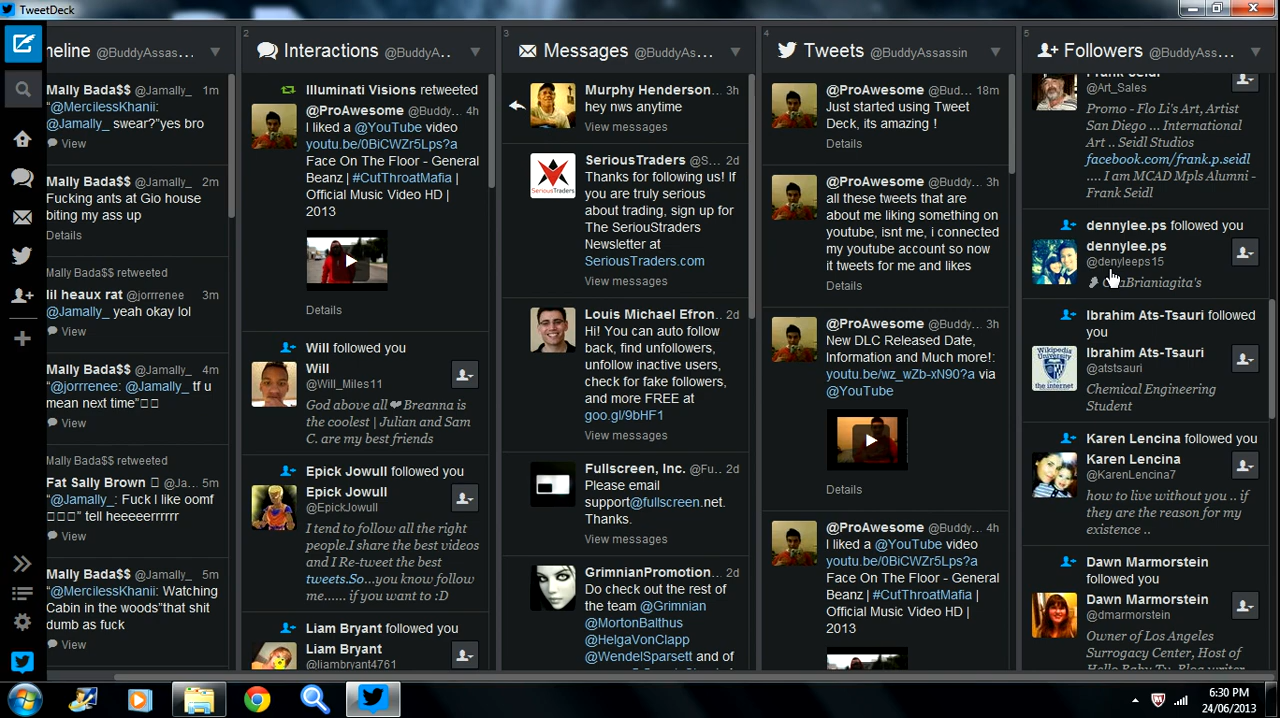 TweetDeck
meline @BuddyAssas...
Mally Bada$$ @Jamally_ 1m
"@MercilessKhanii:
@Jamally_ swear?"yes bro
View
Mally Bada$$ @Jamally_ 2m
Fucking ants at Gio house
biting my ass up
Details
Mally Bada$$ retweeted
lil heaux rat @jorrrenee 3m
@Jamally_ yeah okay lol
View
Mally Bada$$ @Jamally_ 4m
"@jorrrenee: @Jamally_ tf u
mean next time"▯▯
View
Mally Bada$$ retweeted
Fat Sally Brown ▯ @Ja... 5m
"@Jamally_: Fuck I like oomf
▯▯▯▯" tell heeeeerrrrrr
View
Mally Bada$$ @Jamally_ 5m
"@MercilessKhanii: Watching
Cabin in the woods"that shit
dumb as fuck
View
2
Interactions @BuddyA...
Illuminati Visions retweeted
@ProAwesome @Buddy... 4h
I liked a @YouTube video
youtu.be/0BiCWZr5Lps?a
Face On The Floor - General
Beanz | #CutThroatMafia |
Official Music Video HD |
2013
Details
Will followed you
Will
@Will_Miles11
God above all ❤ Breanna is
the coolest | Julian and Sam
C. are my best friends
Epick Jowull followed you
Epick Jowull
@EpickJowull
I tend to follow all the right
people.I share the best videos
and I Re-tweet the best
tweets.So...you know follow
me...... if you want to :D
Liam Bryant followed you
Liam Bryant
@liambryant4761
3
Messages @BuddyAss...
Murphy Henderson... 3h
hey nws anytime
View messages
SeriousTraders @S... 2d
Thanks for following us! If
you are truly serious
about trading, sign up for
The SeriousTraders
Newsletter at
SeriousTraders.com
View messages
Louis Michael Efron... 2d
Hi! You can auto follow
back, find unfollowers,
unfollow inactive users,
check for fake followers,
and more FREE at
goo.gl/9bHF1
View messages
Fullscreen, Inc. @Fu... 2d
Please email
support@fullscreen.net.
Thanks.
View messages
GrimnianPromotion... 2d
Do check out the rest of
the team @Grimnian
@MortonBalthus
@HelgaVonClapp
@WendelSparsett and of
4
Tweets @BuddyAssassin
@ProAwesome @Bud... 18m
Just started using Tweet
Deck, its amazing !
Details
@ProAwesome @Buddy... 3h
all these tweets that are
about me liking something on
youtube, isnt me, i connected
my youtube account so now
it tweets for me and likes
Details
@ProAwesome @Buddy... 3h
New DLC Released Date,
Information and Much more!:
youtu.be/wz_wZb-xN90?a via
@YouTube
Details
@ProAwesome @Buddy... 4h
I liked a @YouTube video
youtu.be/0BiCWZr5Lps?a
Face On The Floor - General
Beanz | #CutThroatMafia |
Official Music Video HD |
2013
5
Followers @BuddyAss...
Frank Seidl
@Art_Sales
Promo - Flo Li's Art, Artist
San Diego ... International
Art .. Seidl Studios
facebook.com/frank.p.seidl
.... I am MCAD Mpls Alumni -
Frank Seidl
dennylee.ps followed you
dennylee.ps
@denyleeps15
Ibrahim Ats-Tsauri followed
you
Ibrahim Ats-Tsauri
@atstsauri
Chemical Engineering
Student
Karen Lencina followed you
Karen Lencina
@KarenLencina7
how to live without you .. if
they are the reason for my
existence ..
Dawn Marmorstein
followed you
Dawn Marmorstein
@dmarmorstein
Owner of Los Angeles
Surrogacy Center, Host of
Hello Baby Tv, Blog writer
6:30 PM
24/06/2013